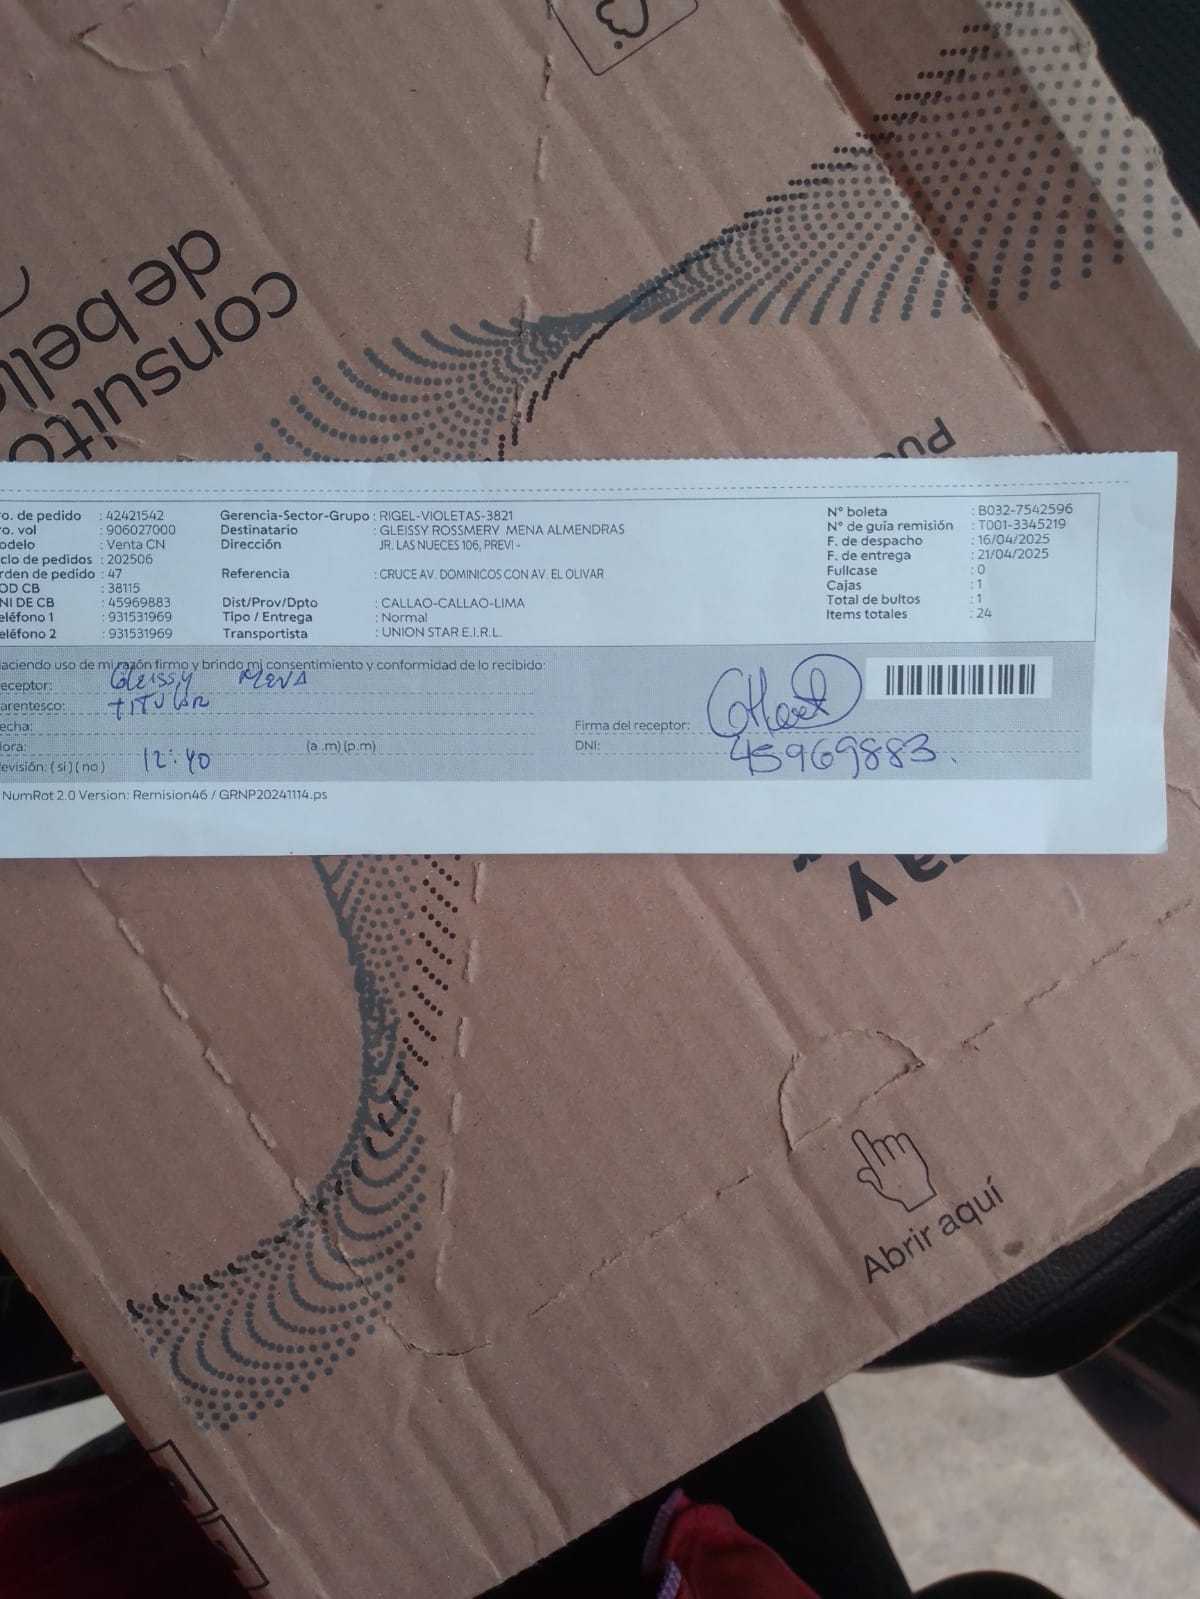 consulto
de bell
Pue
ro. de pedido : 42421542 Gerencia-Sector-Grupo : RIGEL-VIOLETAS-3821 N° boleta : B032-7542596
ro. vol : 906027000 Destinatario : GLEISSY ROSSMERY MENA ALMENDRAS N° de guía remisión : T001-3345219
odelo : Venta CN Dirección JR. LAS NUECES 106, PREVI - F. de despacho : 16/04/2025
clo de pedidos : 202506 F. de entrega : 21/04/2025
rden de pedido : 47 Referencia : CRUCE AV. DOMINICOS CON AV. EL OLIVAR Fullcase : 0
OD CB : 38115 Cajas : 1
NI DE CB : 45969883 Dist/Prov/Dpto : CALLAO-CALLAO-LIMA Total de bultos : 1
eléfono 1 : 931531969 Tipo / Entrega : Normal Items totales : 24
eléfono 2 : 931531969 Transportista : UNION STAR E.I.R.L.
aciendo uso de mi razón firmo y brindo mi consentimiento y conformidad de lo recibido:
eceptor: Gleissy MENA
arentesco: TITULAR
echa: Firma del receptor:
ora: (a .m) (p.m) DNI: 45969883.
evisión: ( si ) ( no ) 12:40
NumRot 2.0 Version: Remision46 / GRNP20241114.ps
ay
Abrir aquí